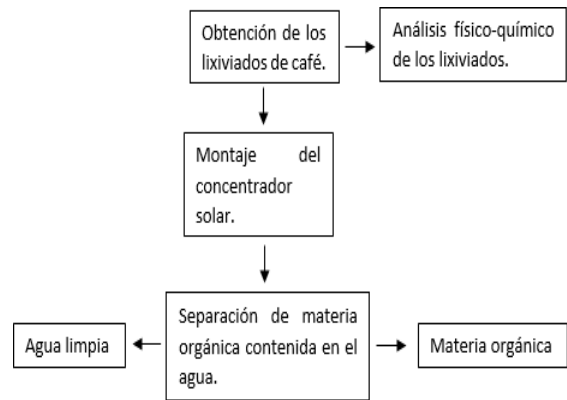 Obtención de los
lixiviados de café.
Análisis físico-químico
de los lixiviados.
Montaje del
concentrador
solar.
Separación de materia
orgánica contenida en el
agua.
Agua limpia
Materia orgánica